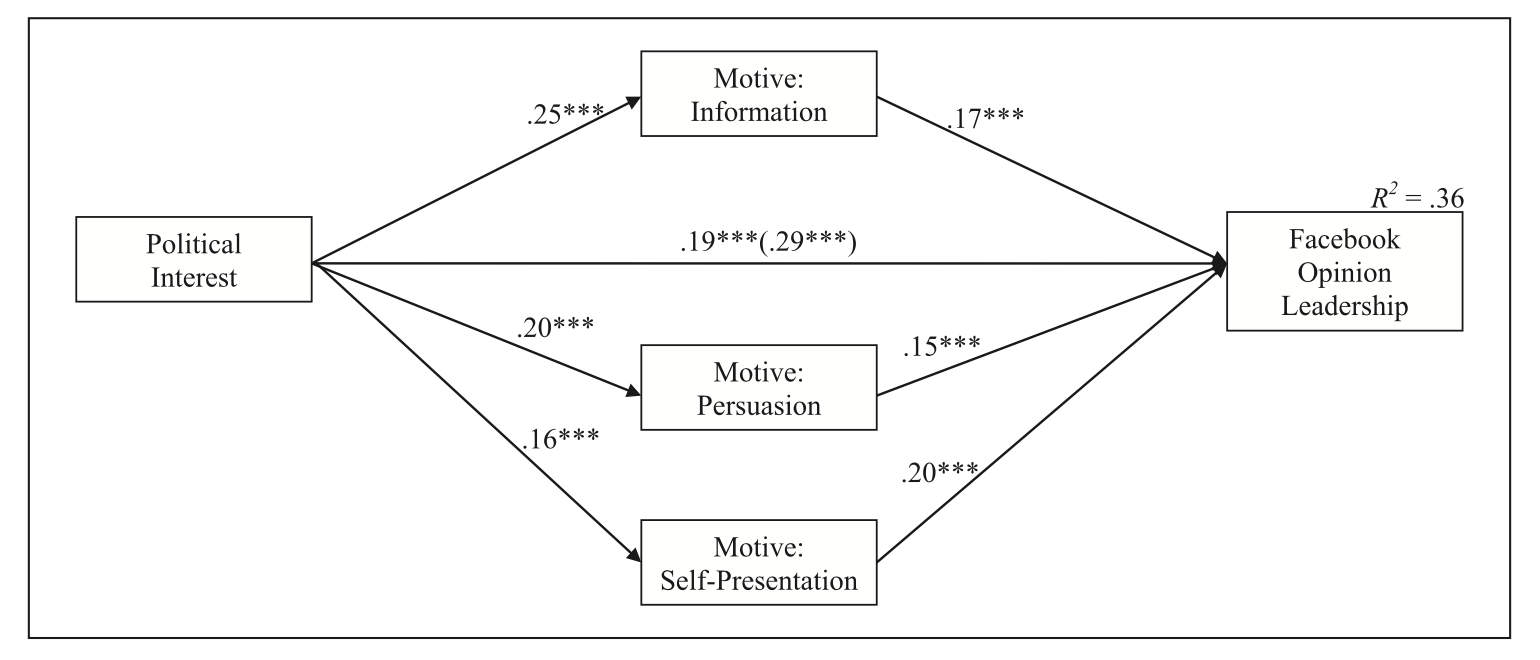 Motive:
Information
.25***
.17***
R² = .36
Political
Interest
.19***(.29***)
Facebook
Opinion
Leadership
.20***
.15***
Motive:
Persuasion
.16***
.20***
Motive:
Self-Presentation